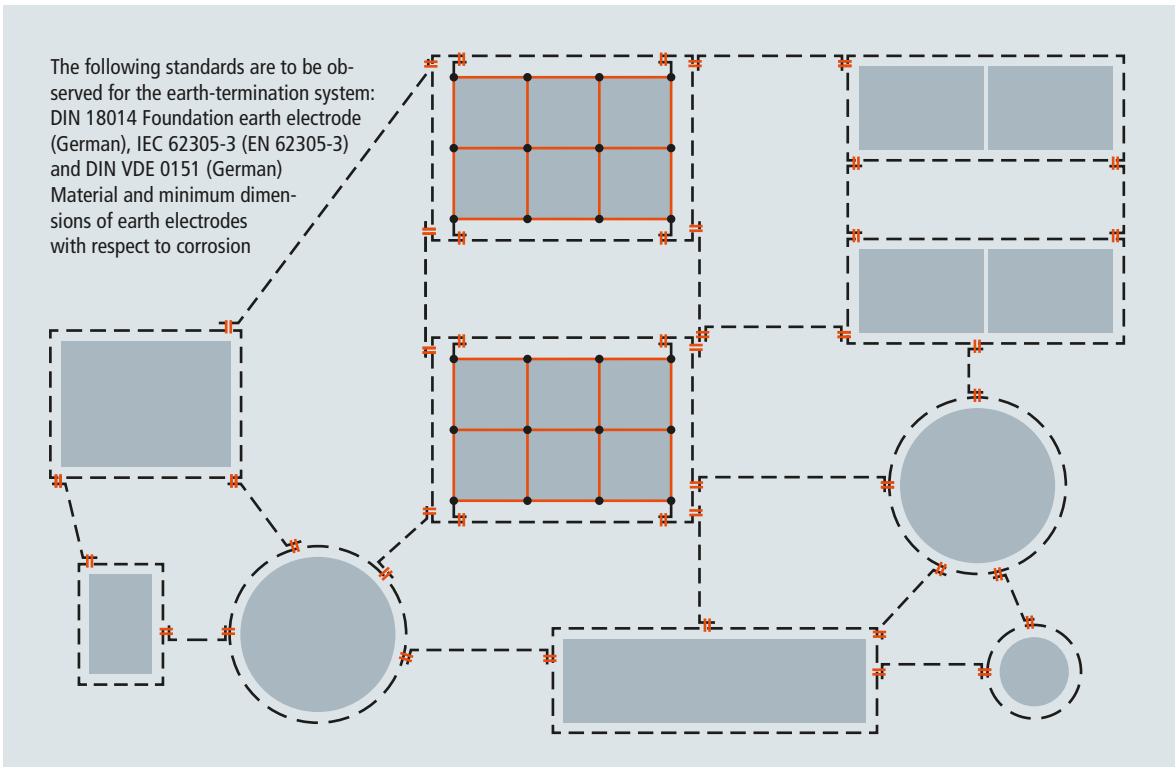 The following standards are to be ob-
served for the earth-termination system:
DIN 18014 Foundation earth electrode
(German), IEC 62305-3 (EN 62305-3)
and DIN VDE 0151 (German)
Material and minimum dimen-
sions of earth electrodes
with respect to corrosion